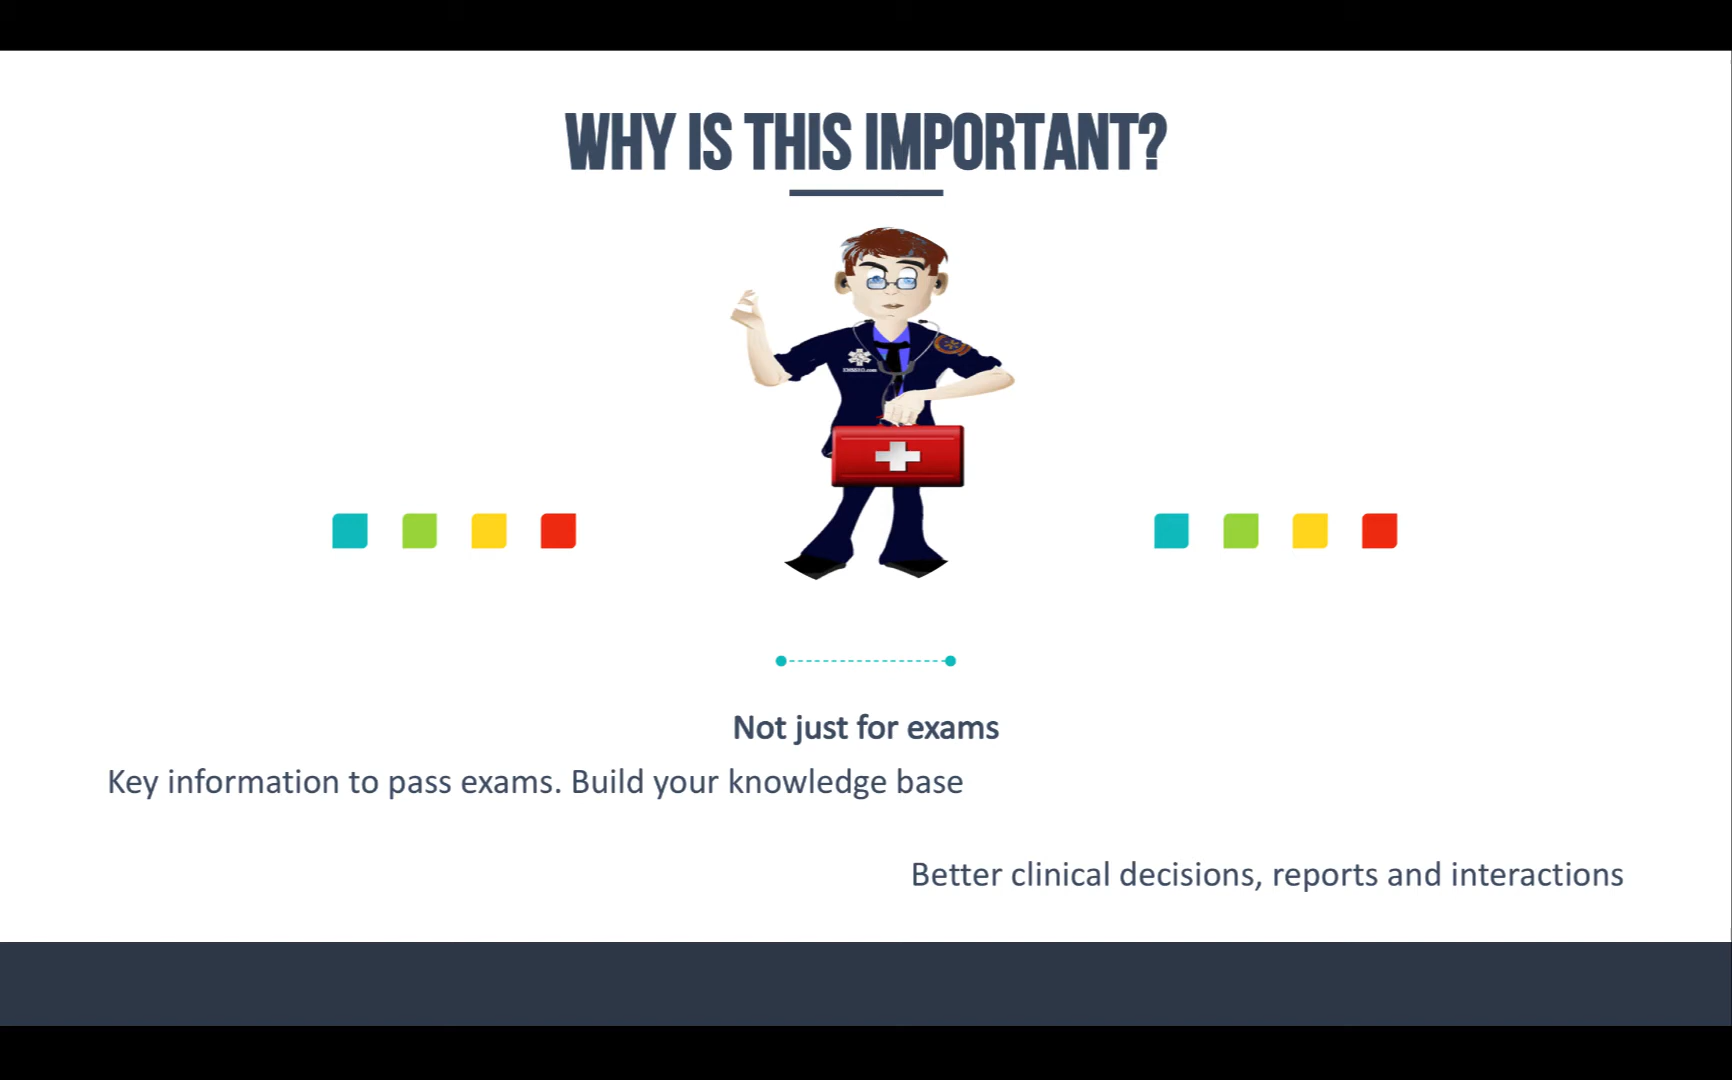 WHY IS THIS IMPORTANT?
Not just for exams
Key information to pass exams. Build your knowledge base
Better clinical decisions, reports and interactions